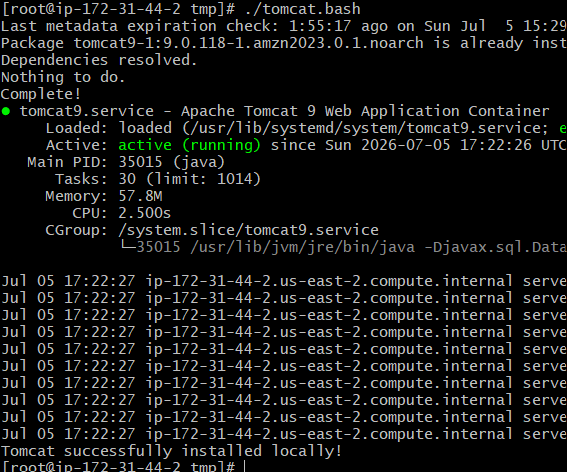 [root@ip-172-31-44-2 tmp]# ./tomcat.bash
Last metadata expiration check: 1:55:17 ago on Sun Jul  5 15:29
Package tomcat9-1:9.0.118-1.amzn2023.0.1.noarch is already inst
Dependencies resolved.
Nothing to do.
Complete!
● tomcat9.service - Apache Tomcat 9 Web Application Container
     Loaded: loaded (/usr/lib/systemd/system/tomcat9.service; e
     Active: active (running) since Sun 2026-07-05 17:22:26 UTC
   Main PID: 35015 (java)
      Tasks: 30 (limit: 1014)
     Memory: 57.8M
        CPU: 2.500s
     CGroup: /system.slice/tomcat9.service
             └─35015 /usr/lib/jvm/jre/bin/java -Djavax.sql.Data
Jul 05 17:22:27 ip-172-31-44-2.us-east-2.compute.internal serve
Jul 05 17:22:27 ip-172-31-44-2.us-east-2.compute.internal serve
Jul 05 17:22:27 ip-172-31-44-2.us-east-2.compute.internal serve
Jul 05 17:22:27 ip-172-31-44-2.us-east-2.compute.internal serve
Jul 05 17:22:27 ip-172-31-44-2.us-east-2.compute.internal serve
Jul 05 17:22:27 ip-172-31-44-2.us-east-2.compute.internal serve
Jul 05 17:22:27 ip-172-31-44-2.us-east-2.compute.internal serve
Jul 05 17:22:27 ip-172-31-44-2.us-east-2.compute.internal serve
Jul 05 17:22:27 ip-172-31-44-2.us-east-2.compute.internal serve
Jul 05 17:22:27 ip-172-31-44-2.us-east-2.compute.internal serve
Tomcat successfully installed locally!
[root@ip-172-31-44-2 tmp]#